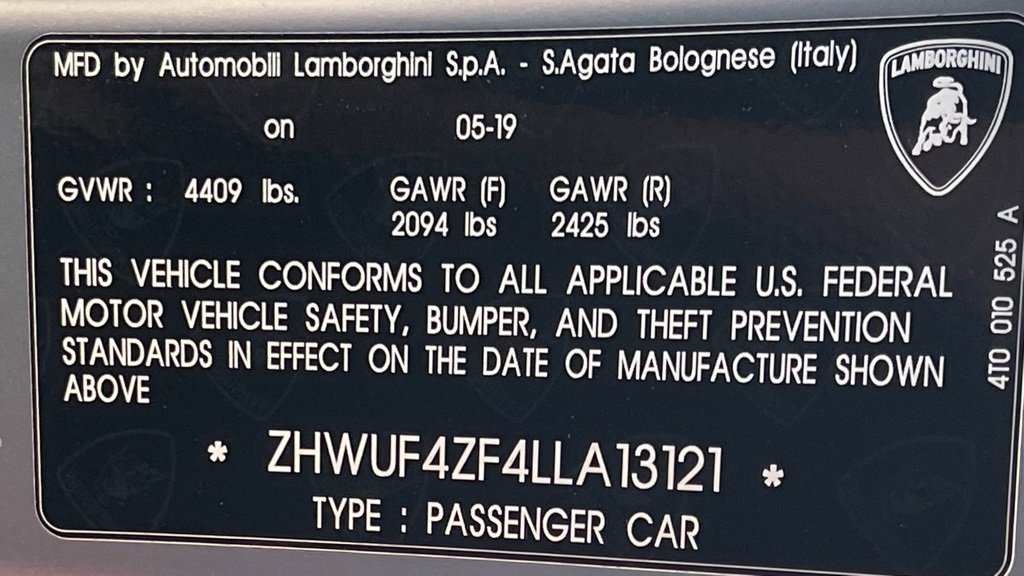 MFD by Automobili Lamborghini S.p.A. - S.Agata Bolognese (Italy)
LAMBORGHINI
on 05-19
GVWR : 4409 lbs. GAWR (F) GAWR (R)
2094 lbs 2425 lbs
THIS VEHICLE CONFORMS TO ALL APPLICABLE U.S. FEDERAL
MOTOR VEHICLE SAFETY, BUMPER, AND THEFT PREVENTION
STANDARDS IN EFFECT ON THE DATE OF MANUFACTURE SHOWN
ABOVE
* ZHWUF4ZF4LLA13121 *
TYPE : PASSENGER CAR
4T0 010 525 A